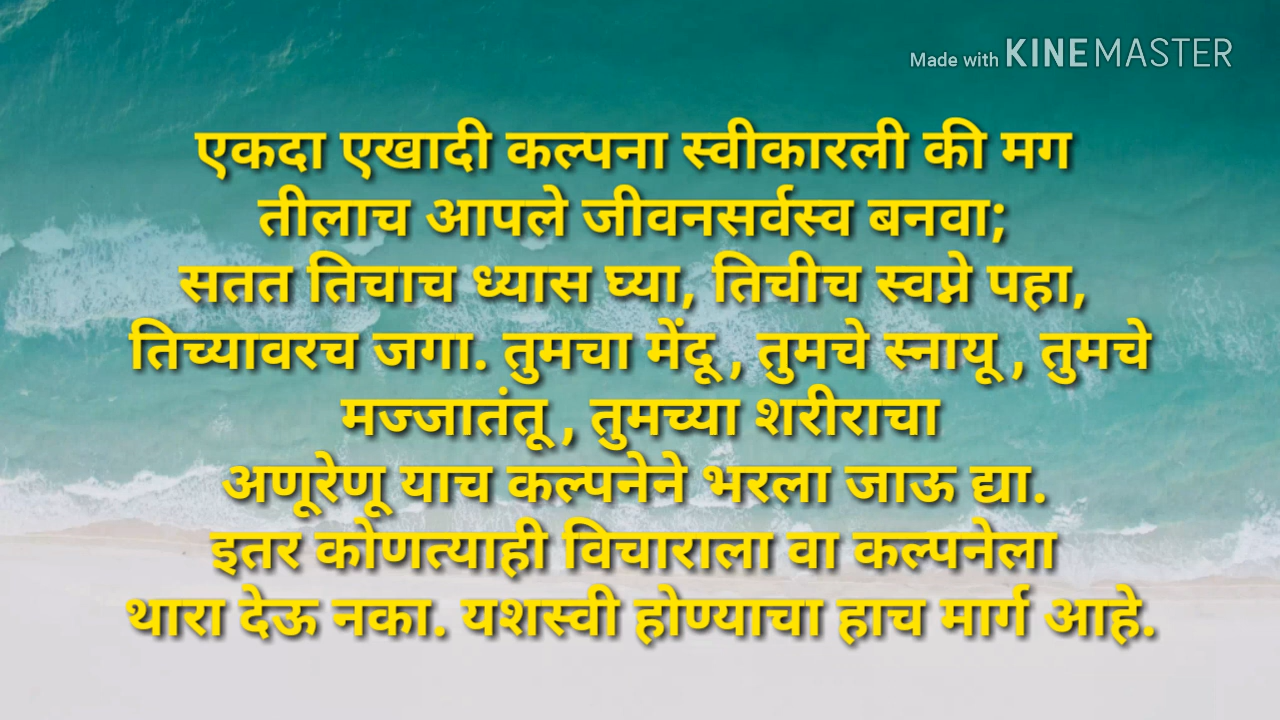 Made with KINEMASTER
एकदा एखादी कल्पना स्वीकारली की मग
तीलाच आपले जीवनसर्वस्व बनवा;
सतत तिचाच ध्यास घ्या, तिचीच स्वप्ने पहा,
तिच्यावरच जगा. तुमचा मेंदू , तुमचे स्नायू , तुमचे
मज्जातंतू , तुमच्या शरीराचा
अणूरेणू याच कल्पनेने भरला जाऊ द्या.
इतर कोणत्याही विचाराला वा कल्पनेला
थारा देऊ नका. यशस्वी होण्याचा हाच मार्ग आहे.